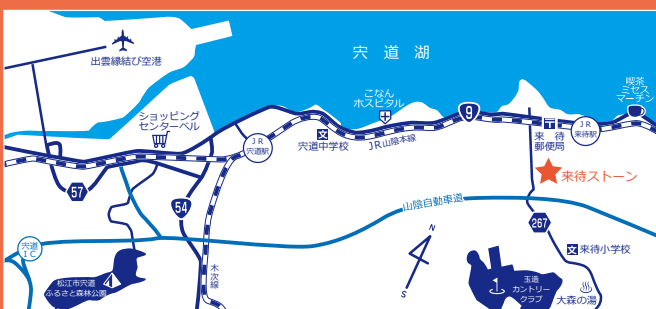 宍道湖
出雲縁結び空港
喫茶
ミセス
マーチン
こなん
ホスピタル
ショッピング
センターベル
9
JR
来待駅
来待
郵便局
JR
宍道駅
宍道中学校
JR山陰本線
来待ストーン
57
54
山陰自動車道
267
N
S
宍道
IC
木次線
来待小学校
松江市宍道
ふるさと森林公園
玉造
カントリー
クラブ
大森の湯